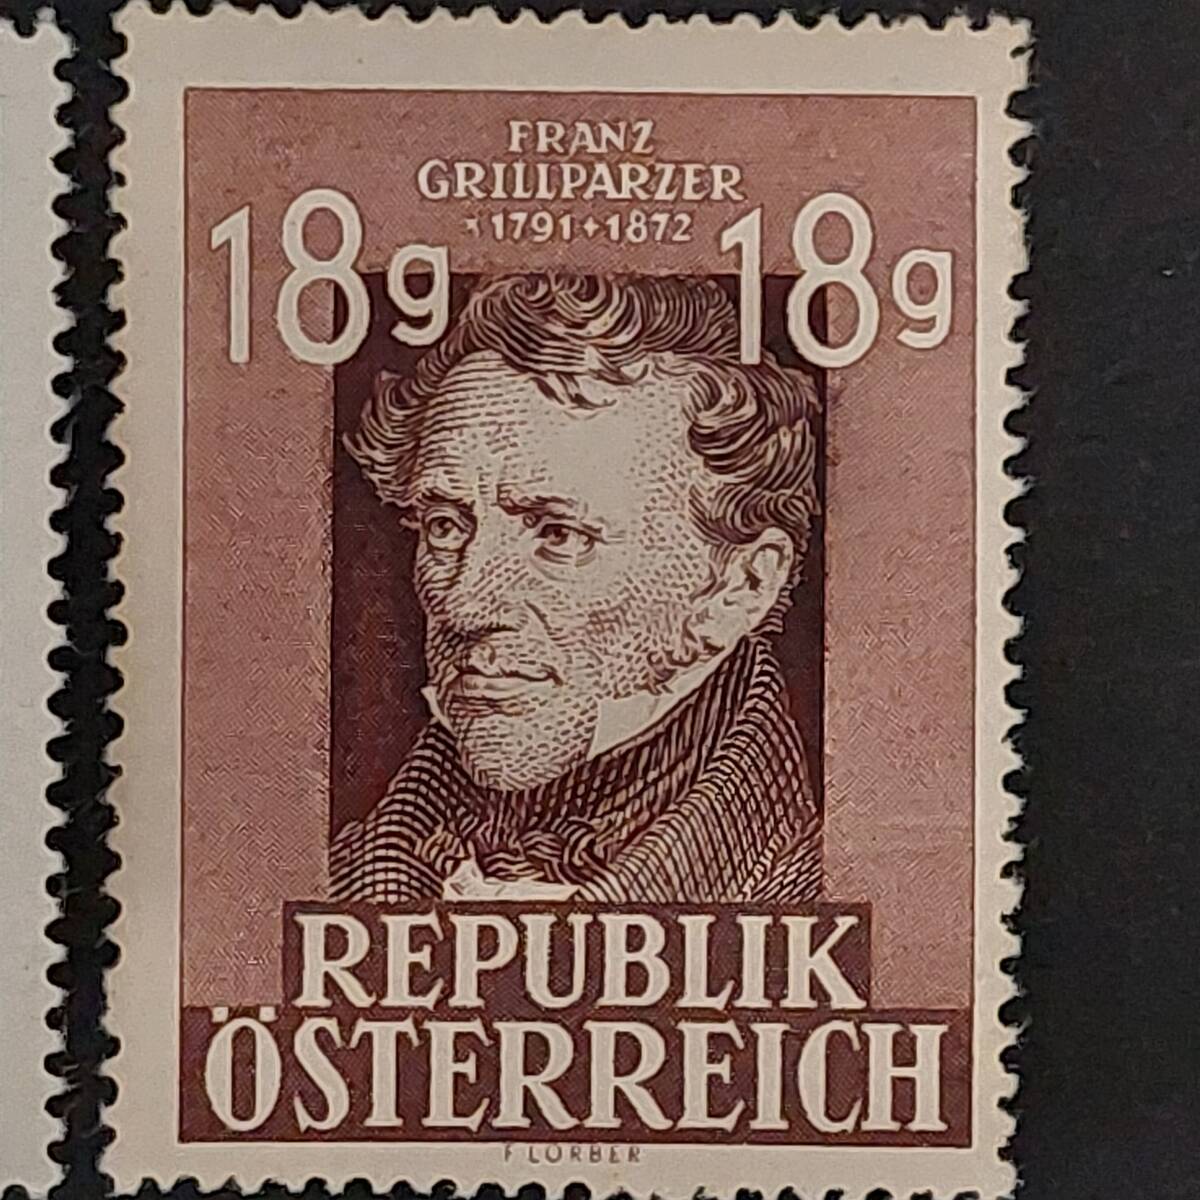 FRANZ
GRILLPARZER
*1791+1872
18g 18g
REPUBLIK
ÖSTERREICH
F LORBER